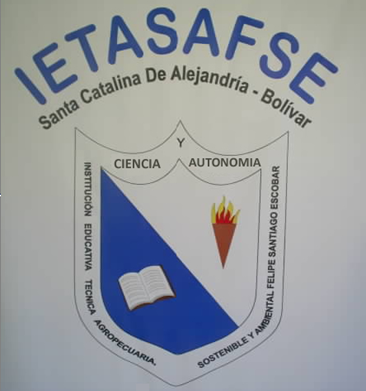 IETASAFSE
Santa Catalina De Alejandría - Bolívar
CIENCIA Y AUTONOMIA
INSTITUCIÓN EDUCATIVA TECNICA AGROPECUARIA,
SOSTENIBLE Y AMBIENTAL FELIPE SANTIAGO ESCOBAR